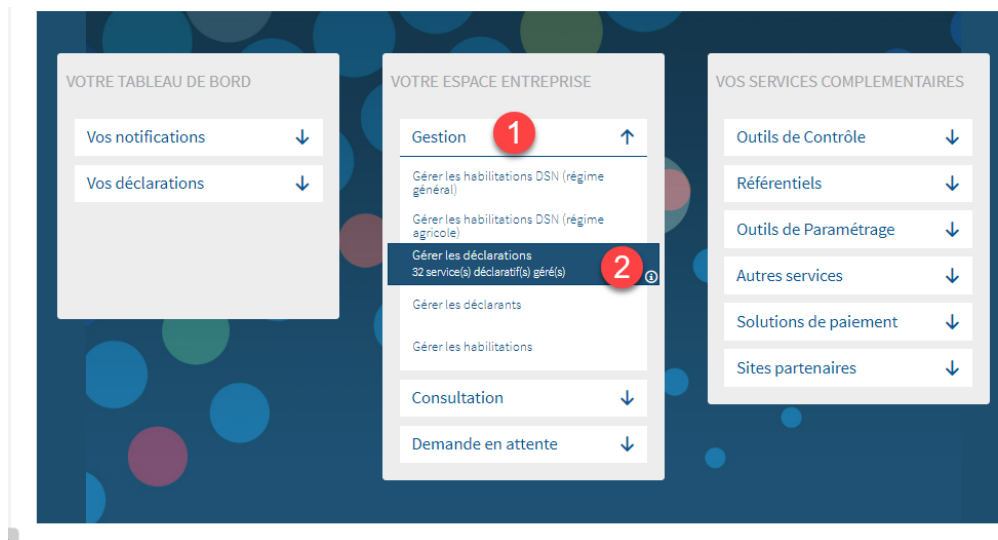 VOTRE TABLEAU DE BORD
Vos notifications
Vos déclarations
VOTRE ESPACE ENTREPRISE
Gestion
1
Gérer les habilitations DSN (régime
général)
Gérer les habilitations DSN (régime
agricole)
Gérer les déclarations
32 service(s) déclaratif(s) géré(s)
2
Gérer les déclarants
Gérer les habilitations
Consultation
Demande en attente
VOS SERVICES COMPLEMENTAIRES
Outils de Contrôle
Référentiels
Outils de Paramétrage
Autres services
Solutions de paiement
Sites partenaires